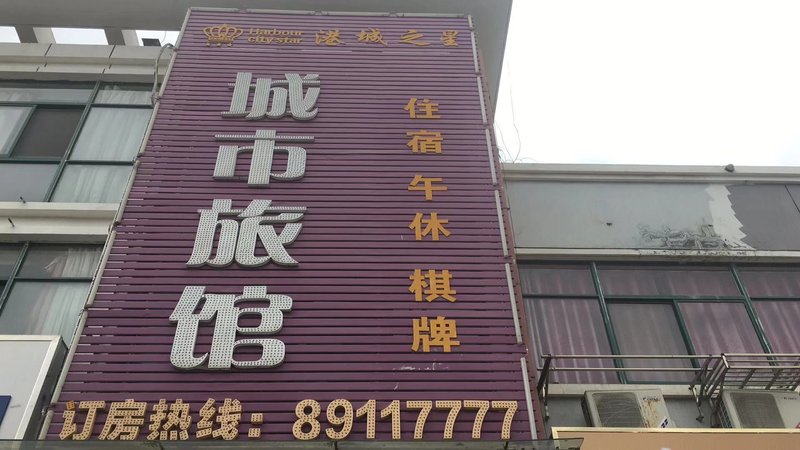 Harbour
city star
港城之星
城市旅馆
住宿午休棋牌
订房热线：89117777